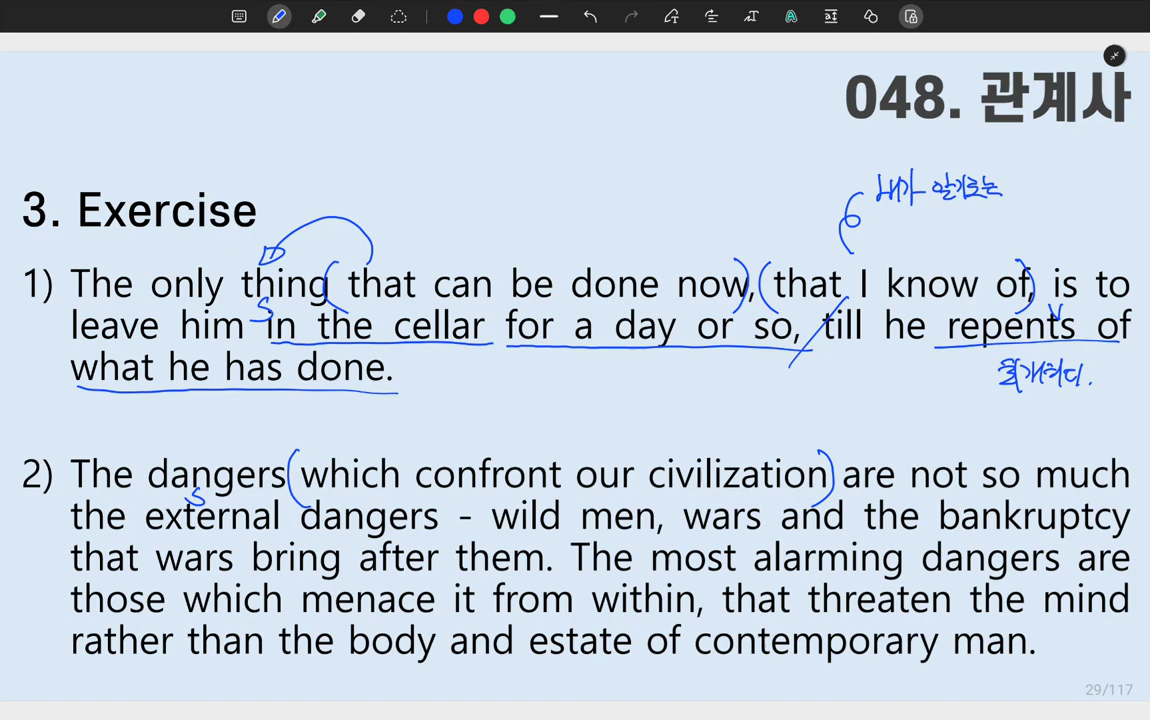 048. 관계사
내가 알기로는
3. Exercise
1) The only thing that can be done now, that I know of, is to
leave him in the cellar for a day or so, till he repents of
what he has done.
S
V
회개하다.
2) The dangers which confront our civilization are not so much
S
the external dangers - wild men, wars and the bankruptcy
that wars bring after them. The most alarming dangers are
those which menace it from within, that threaten the mind
rather than the body and estate of contemporary man.
29/117